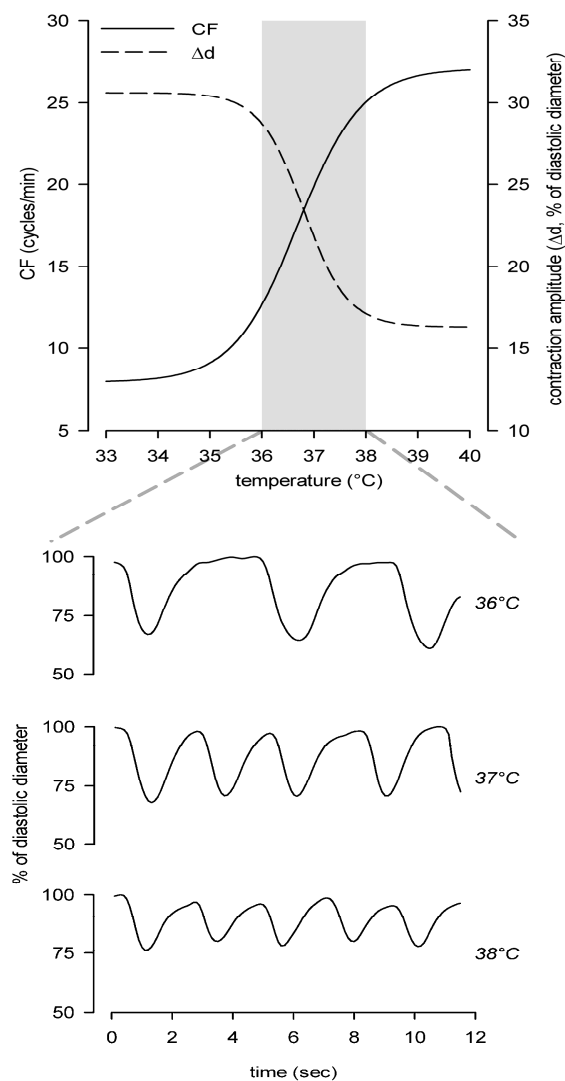 30
25
20
15
10
5
CF (cycles/min)
CF
Δd
35
30
25
20
15
10
contraction amplitude (Δd, % of diastolic diameter)
33 34 35 36 37 38 39 40
temperature (°C)
% of diastolic diameter
100
75
50
36°C
100
75
50
37°C
100
75
50
38°C
0 2 4 6 8 10 12
time (sec)